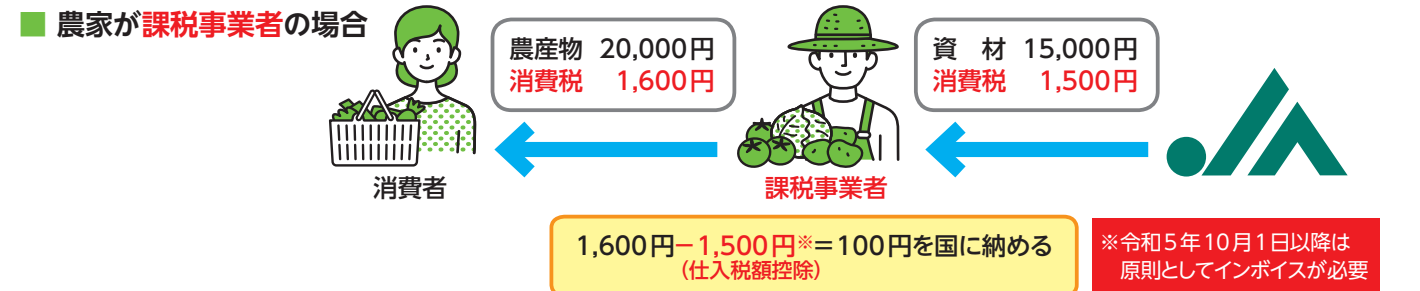 ■ 農家が課税事業者の場合
農産物 20,000円
消費税 1,600円
資 材 15,000円
消費税 1,500円
消費者
課税事業者
JA
1,600円－1,500円※＝100円を国に納める
(仕入税額控除)
※令和5年10月1日以降は
原則としてインボイスが必要